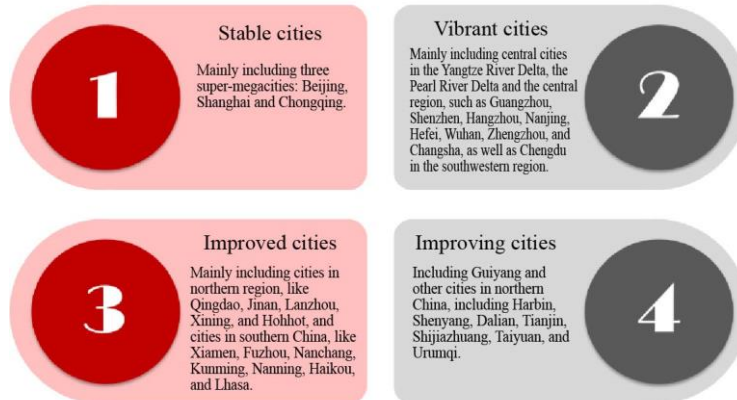 1
Stable cities
Mainly including three
super-megacities: Beijing,
Shanghai and Chongqing.
Vibrant cities
Mainly including central cities
in the Yangtze River Delta, the
Pearl River Delta and the central
region, such as Guangzhou,
Shenzhen, Hangzhou, Nanjing,
Hefei, Wuhan, Zhengzhou, and
Changsha, as well as Chengdu
in the southwestern region.
2
3
Improved cities
Mainly including cities in
northern region, like
Qingdao, Jinan, Lanzhou,
Xining, and Hohhot, and
cities in southern China, like
Xiamen, Fuzhou, Nanchang,
Kunming, Nanning, Haikou,
and Lhasa.
Improving cities
Including Guiyang and
other cities in northern
China, including Harbin,
Shenyang, Dalian, Tianjin,
Shijiazhuang, Taiyuan, and
Urumqi.
4